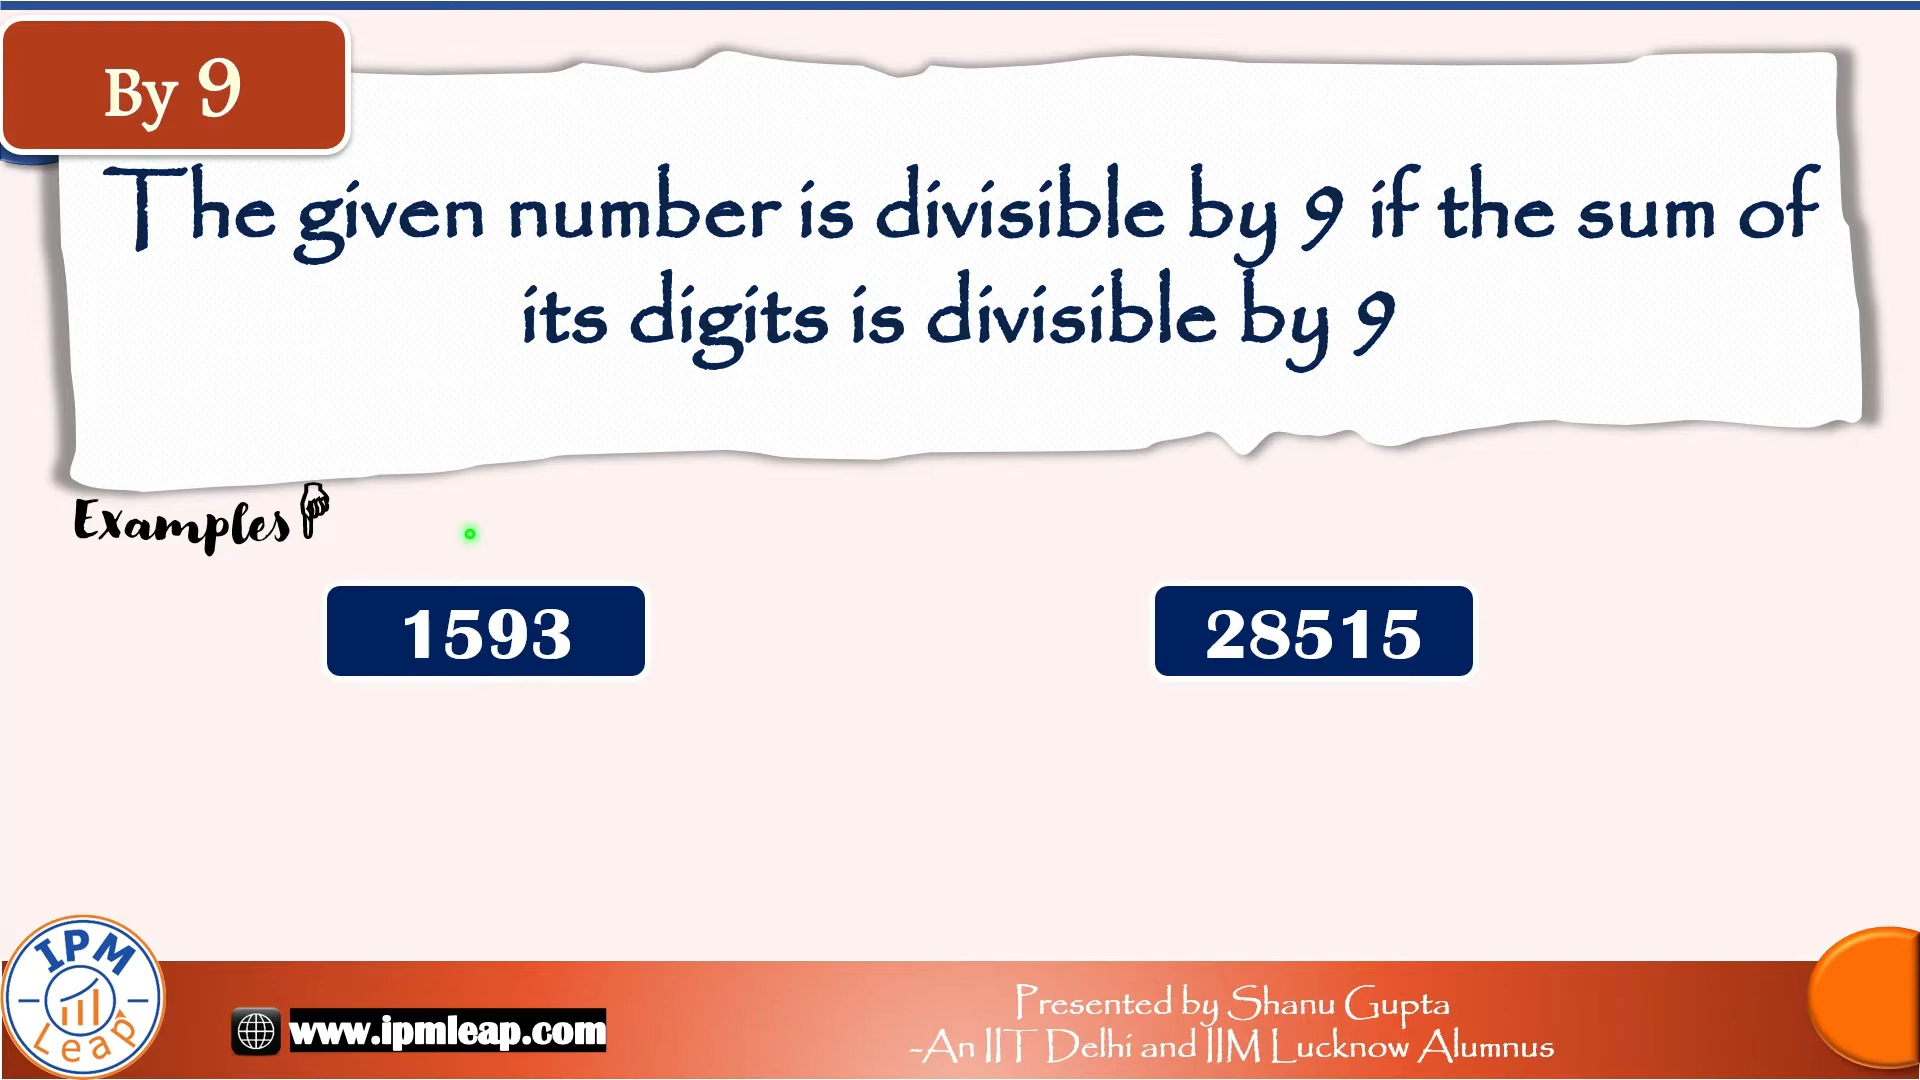 By 9
The given number is divisible by 9 if the sum of
its digits is divisible by 9
Examples
1593
28515
IPM
Leap
www.ipmleap.com
Presented by Shanu Gupta
-An IIT Delhi and IIM Lucknow Alumnus